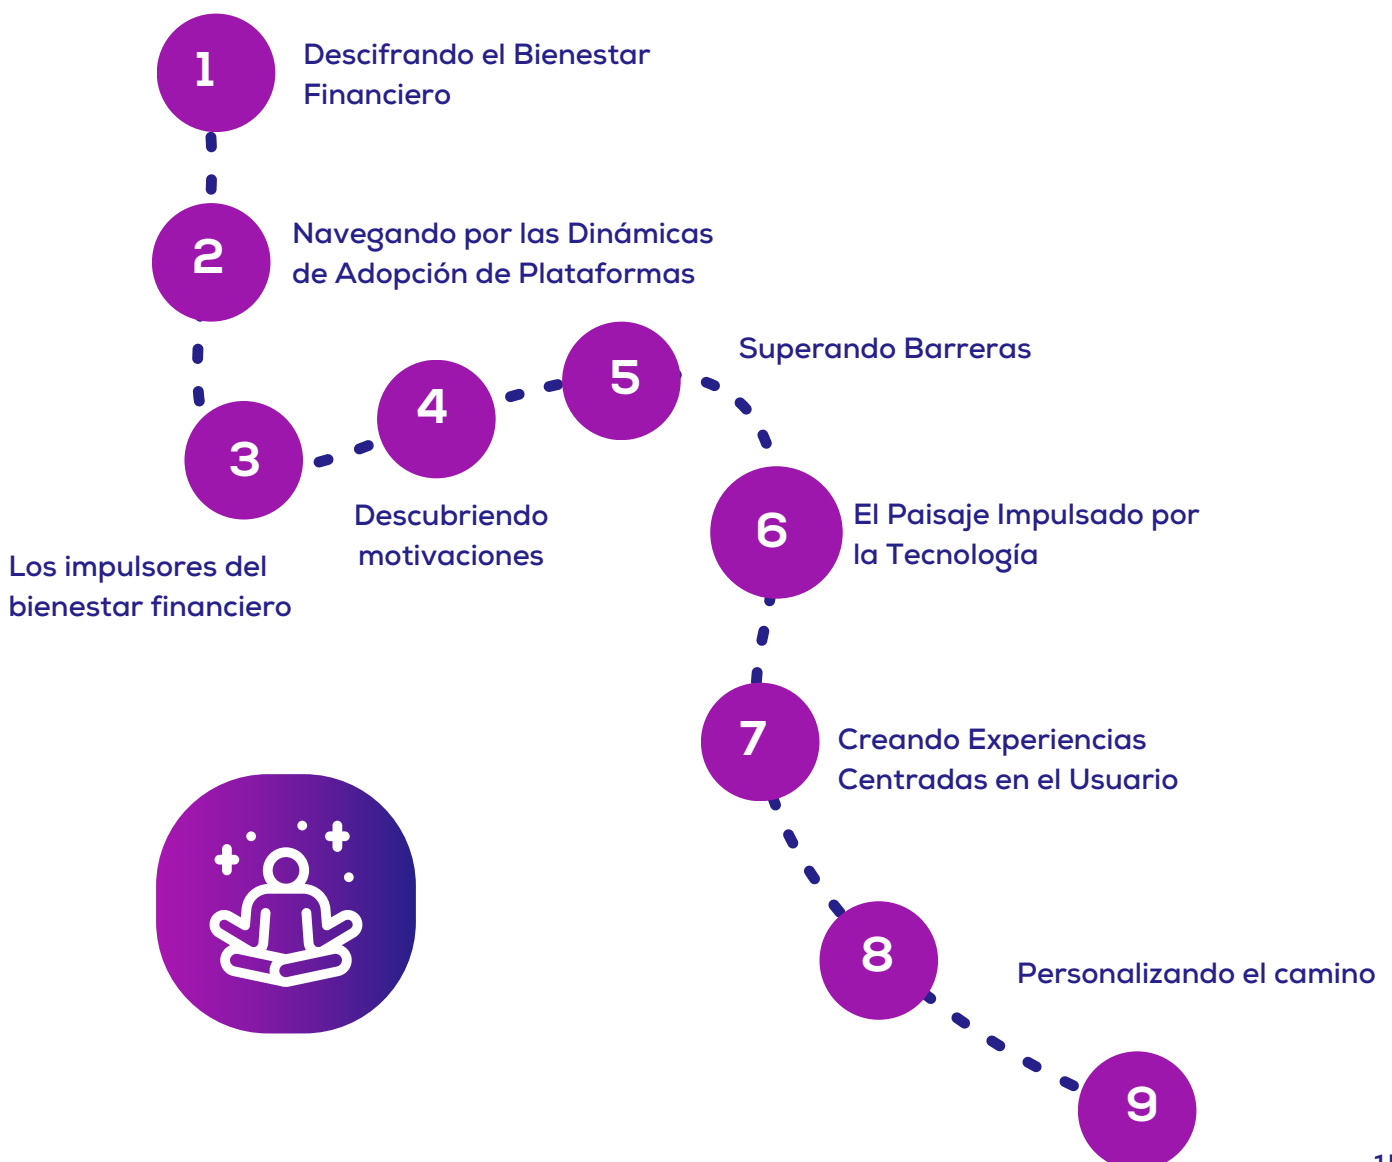 1
Descifrando el Bienestar
Financiero
2
Navegando por las Dinámicas
de Adopción de Plataformas
3
Los impulsores del
bienestar financiero
4
Descubriendo
motivaciones
5
Superando Barreras
6
El Paisaje Impulsado por
la Tecnología
7
Creando Experiencias
Centradas en el Usuario
8
Personalizando el camino
9